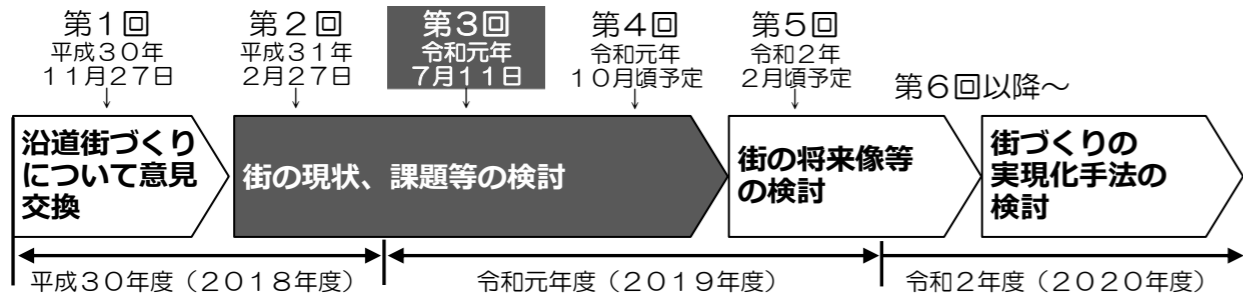 第１回
平成３０年
１１月２７日
第２回
平成３１年
２月２７日
第３回
令和元年
７月１１日
第４回
令和元年
１０月頃予定
第５回
令和２年
２月頃予定
第６回以降～
沿道街づくり
について意見
交換
街の現状、課題等の検討
街の将来像等
の検討
街づくりの
実現化手法の
検討
平成３０年度（２０１８年度）
令和元年度（２０１９年度）
令和２年度（２０２０年度）